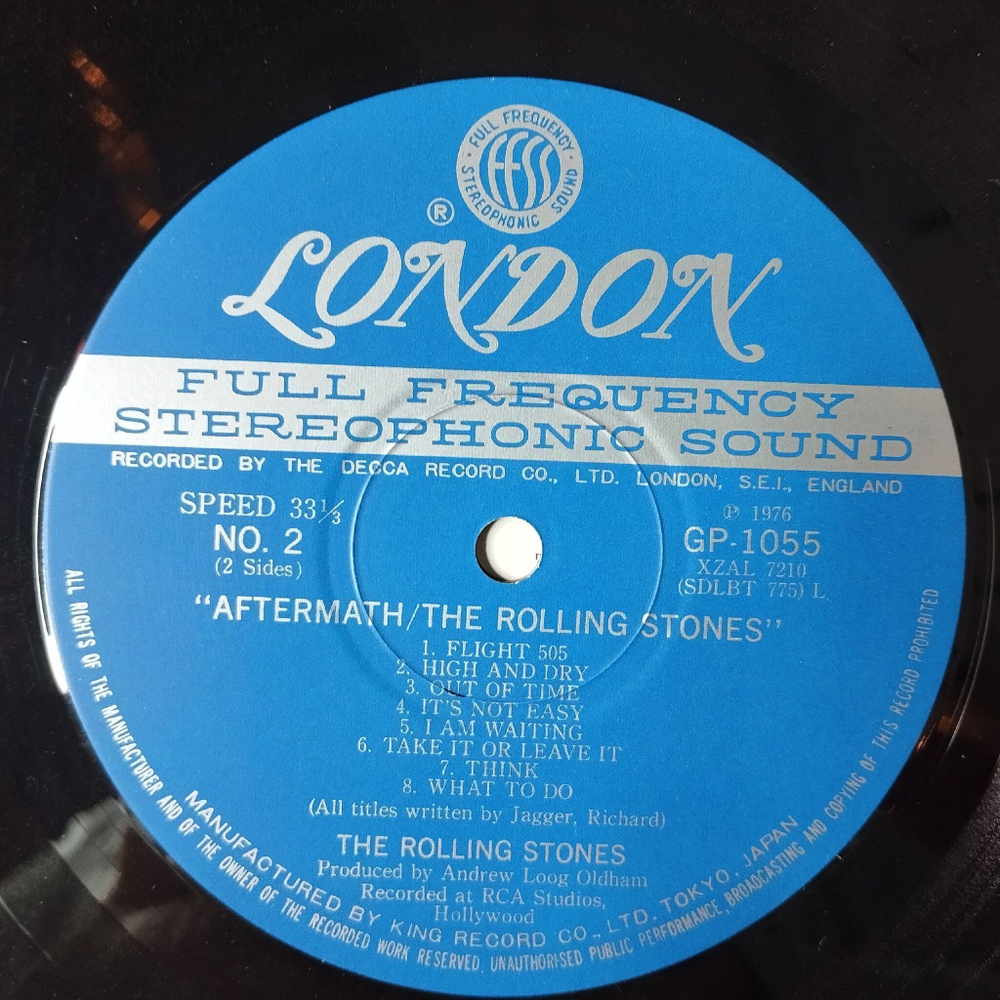 FULL FREQUENCY
ffss
STEREOPHONIC SOUND
®
LONDON
FULL FREQUENCY
STEREOPHONIC SOUND
RECORDED BY THE DECCA RECORD CO., LTD. LONDON, S.E.I., ENGLAND
SPEED 33⅓
NO. 2
(2 Sides)
℗ 1976
GP-1055
XZAL 7210
(SDLBT 775) L
"AFTERMATH/THE ROLLING STONES"
1. FLIGHT 505
2. HIGH AND DRY
3. OUT OF TIME
4. IT'S NOT EASY
5. I AM WAITING
6. TAKE IT OR LEAVE IT
7. THINK
8. WHAT TO DO
(All titles written by Jagger, Richard)
THE ROLLING STONES
Produced by Andrew Loog Oldham
Recorded at RCA Studios,
Hollywood
MANUFACTURED BY KING RECORD CO., LTD. TOKYO, JAPAN
ALL RIGHTS OF THE MANUFACTURER AND OF THE OWNER OF THE RECORDED WORK RESERVED. UNAUTHORISED PUBLIC PERFORMANCE, BROADCASTING AND COPYING OF THIS RECORD PROHIBITED